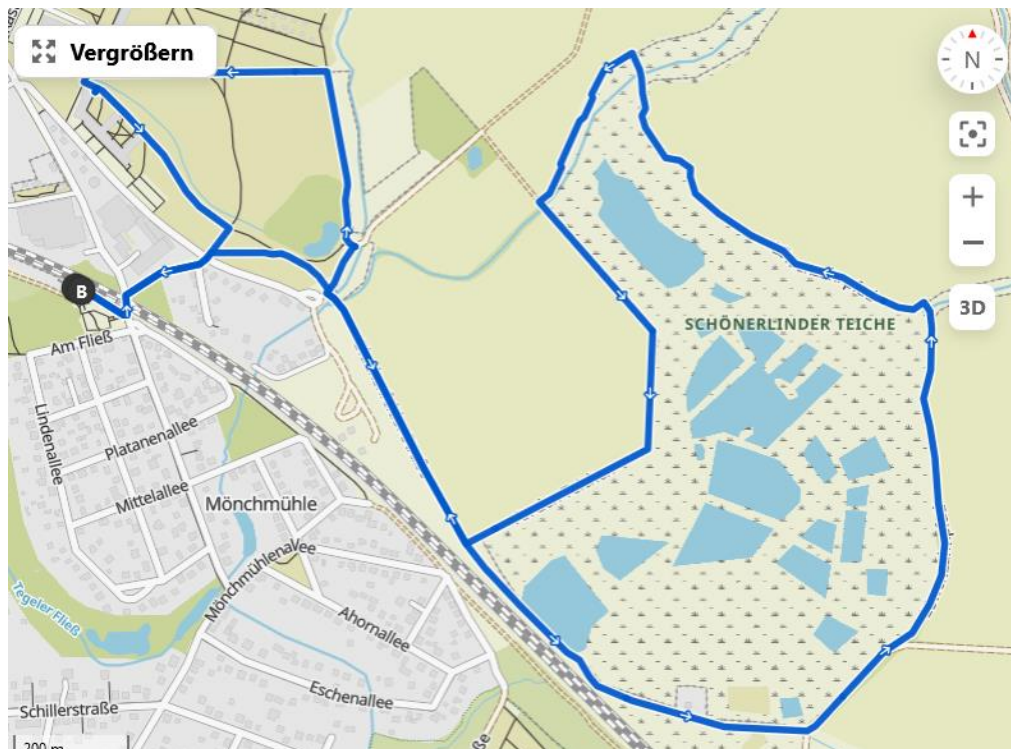 Vergrößern
N
3D
SCHÖNERLINDER TEICHE
B
Am Fließ
Lindenallee
Platanenallee
Mittelallee
Mönchmühle
Mönchmühlenallee
Ahornallee
Tegeler Fließ
Eschenallee
Schillerstraße
200 m